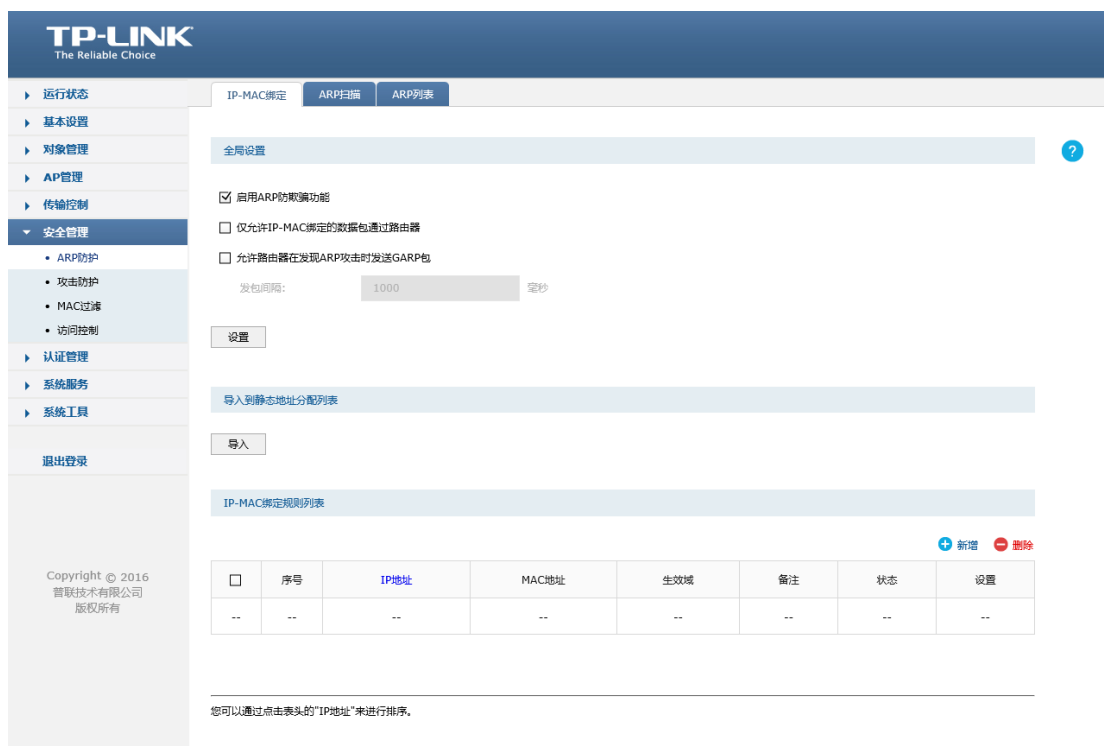 TP-LINK
The Reliable Choice
运行状态
基本设置
对象管理
AP管理
传输控制
安全管理
ARP防护
攻击防护
MAC过滤
访问控制
认证管理
系统服务
系统工具
退出登录
Copyright © 2016
普联技术有限公司
版权所有
IP-MAC绑定 ARP扫描 ARP列表
全局设置
?
启用ARP防欺骗功能
仅允许IP-MAC绑定的数据包通过路由器
允许路由器在发现ARP攻击时发送GARP包
发包间隔: 1000 毫秒
设置
导入到静态地址分配列表
导入
IP-MAC绑定规则列表
新增 删除
序号 IP地址 MAC地址 生效域 备注 状态 设置
-- -- -- -- -- -- -- --
您可以通过点击表头的"IP地址"来进行排序。